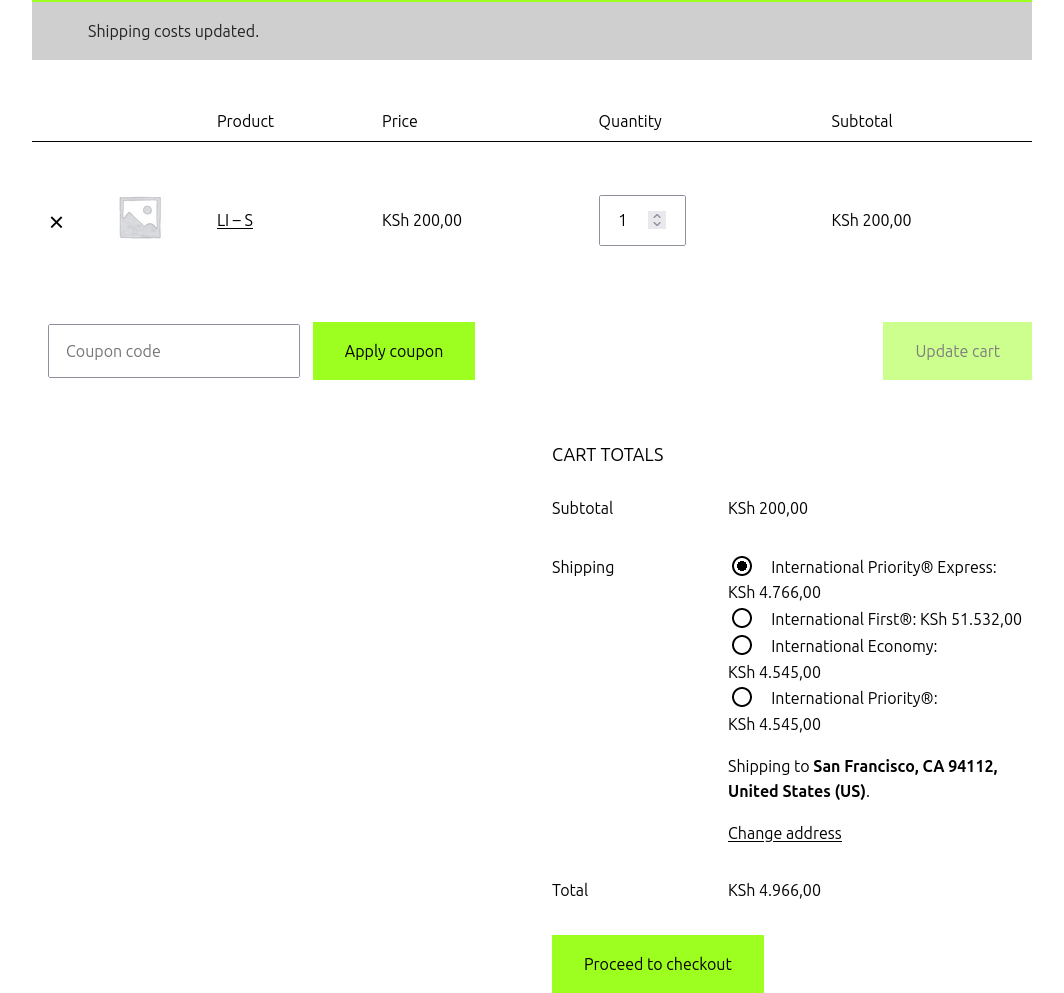 Shipping costs updated.
Product Price Quantity Subtotal
× LI – S KSh 200,00 1 KSh 200,00
Coupon code Apply coupon Update cart
CART TOTALS
Subtotal KSh 200,00
Shipping International Priority® Express:
KSh 4.766,00
International First®: KSh 51.532,00
International Economy:
KSh 4.545,00
International Priority®:
KSh 4.545,00
Shipping to San Francisco, CA 94112,
United States (US).
Change address
Total KSh 4.966,00
Proceed to checkout